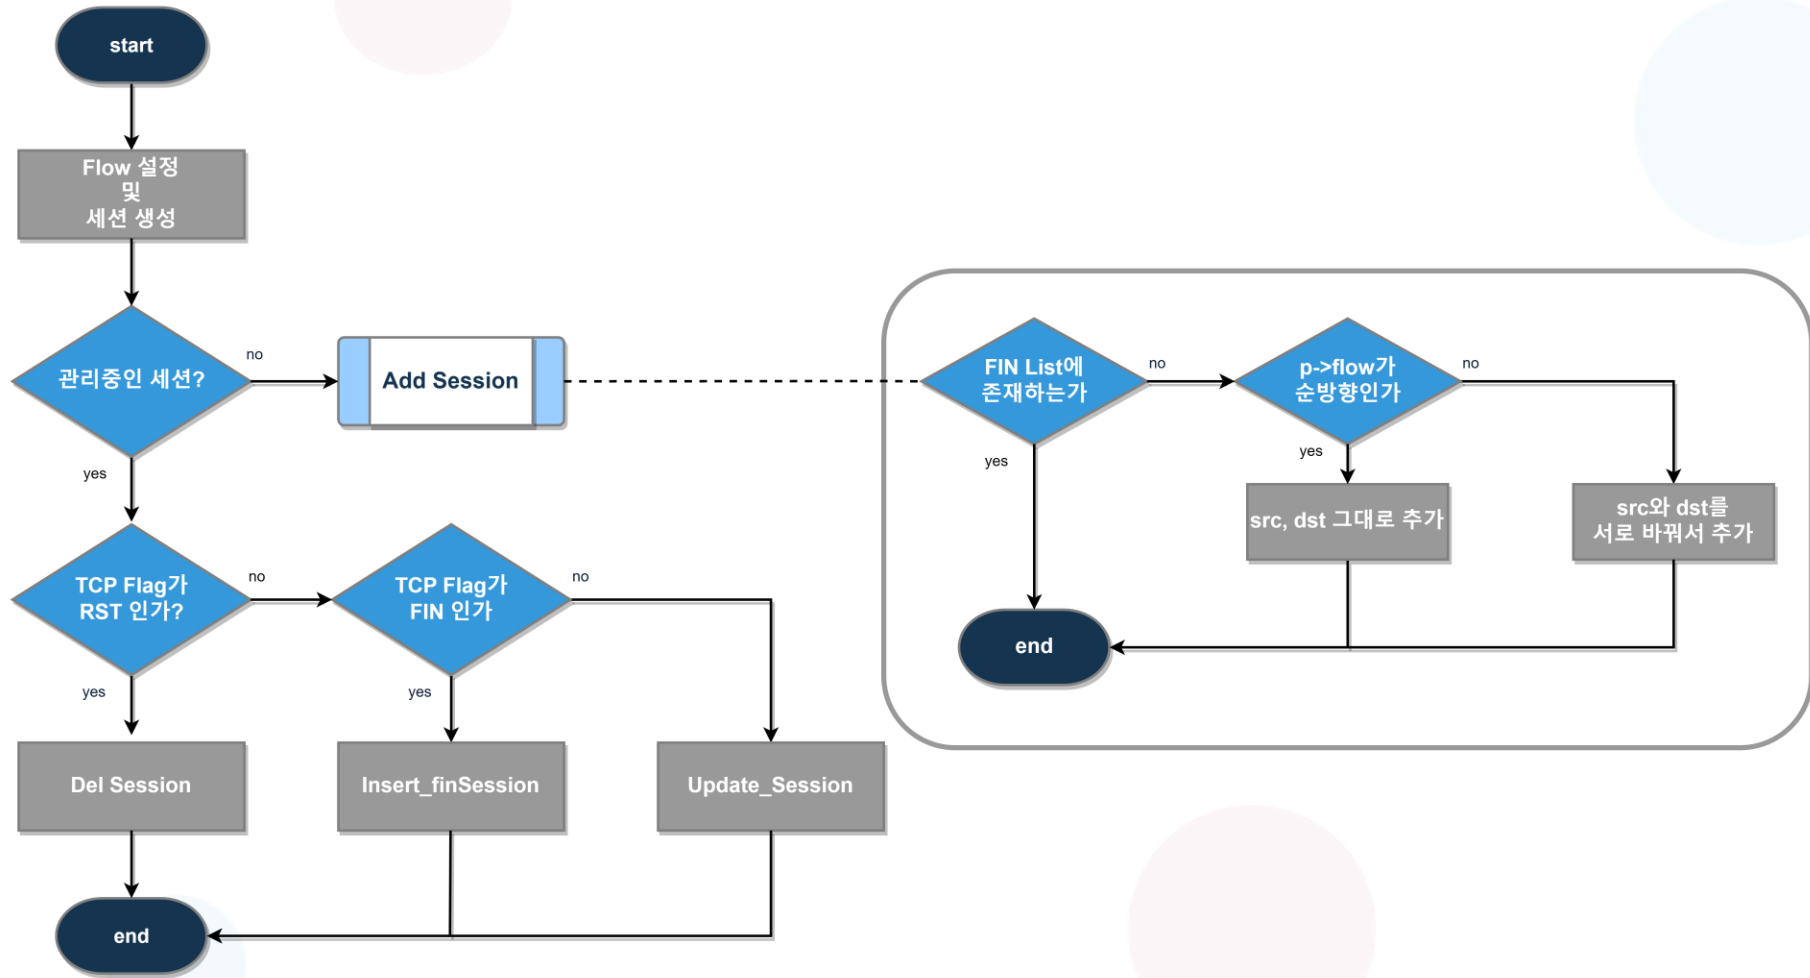 start
Flow 설정
및
세션 생성
관리중인 세션?
no
Add Session
yes
TCP Flag가
RST 인가?
no
TCP Flag가
FIN 인가
no
yes
yes
Del Session
Insert_finSession
Update_Session
end
FIN List에
존재하는가
no
p->flow가
순방향인가
no
yes
yes
src, dst 그대로 추가
src와 dst를
서로 바꿔서 추가
end